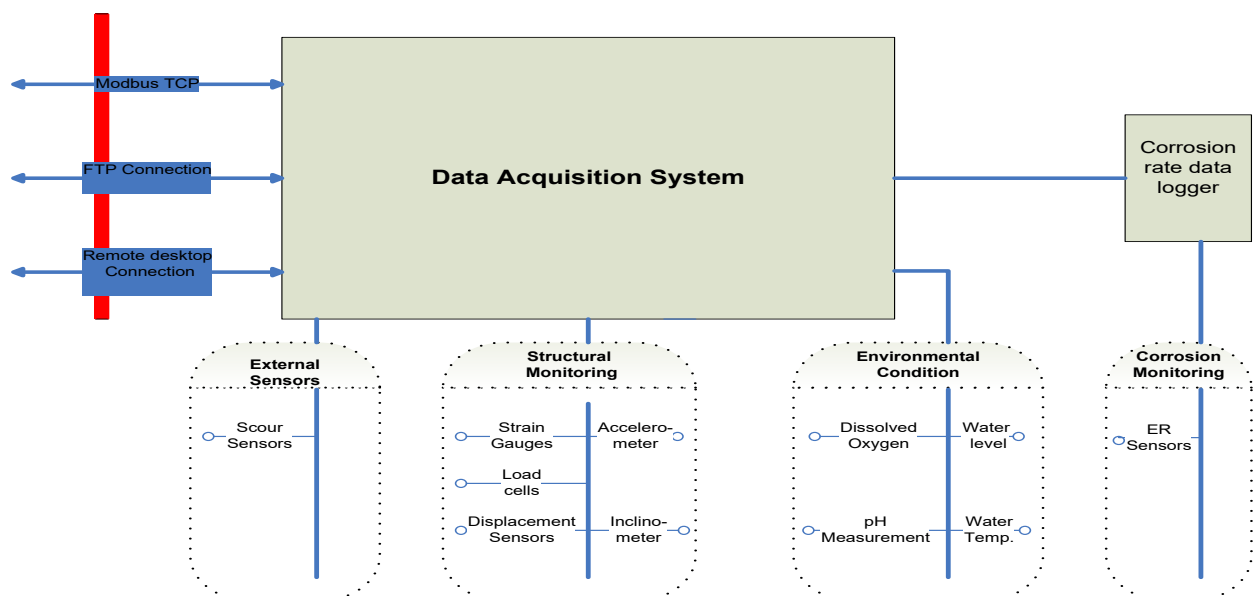 Modbus TCP
FTP Connection
Remote desktop
Connection
Data Acquisition System
Corrosion
rate data
logger
External
Sensors
Scour
Sensors
Structural
Monitoring
Strain
Gauges
Accelero-
meter
Load
cells
Displacement
Sensors
Inclino-
meter
Environmental
Condition
Dissolved
Oxygen
Water
level
pH
Measurement
Water
Temp.
Corrosion
Monitoring
ER
Sensors